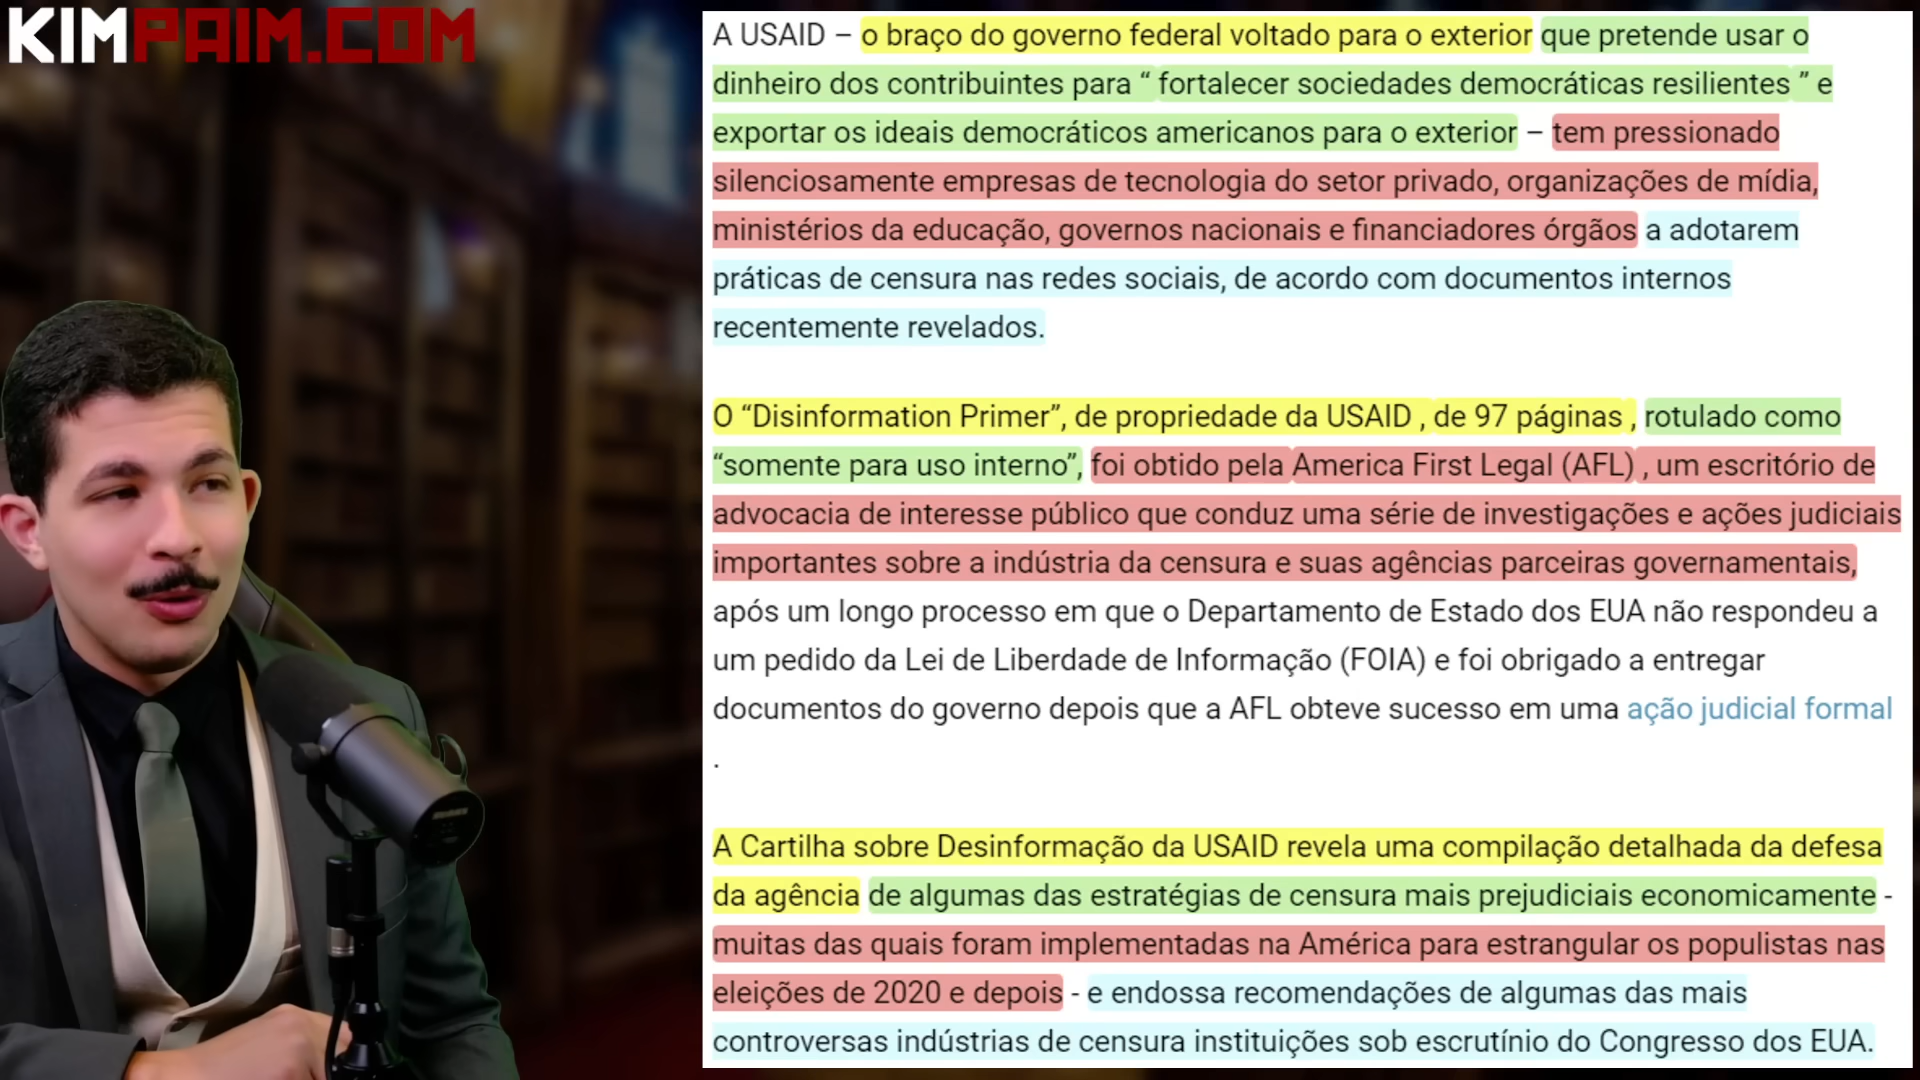 KIMPAIM.COM
A USAID – o braço do governo federal voltado para o exterior que pretende usar o
dinheiro dos contribuintes para “ fortalecer sociedades democráticas resilientes ” e
exportar os ideais democráticos americanos para o exterior – tem pressionado
silenciosamente empresas de tecnologia do setor privado, organizações de mídia,
ministérios da educação, governos nacionais e financiadores órgãos a adotarem
práticas de censura nas redes sociais, de acordo com documentos internos
recentemente revelados.
O “Disinformation Primer”, de propriedade da USAID , de 97 páginas , rotulado como
“somente para uso interno”, foi obtido pela America First Legal (AFL) , um escritório de
advocacia de interesse público que conduz uma série de investigações e ações judiciais
importantes sobre a indústria da censura e suas agências parceiras governamentais,
após um longo processo em que o Departamento de Estado dos EUA não respondeu a
um pedido da Lei de Liberdade de Informação (FOIA) e foi obrigado a entregar
documentos do governo depois que a AFL obteve sucesso em uma ação judicial formal
.
A Cartilha sobre Desinformação da USAID revela uma compilação detalhada da defesa
da agência de algumas das estratégias de censura mais prejudiciais economicamente -
muitas das quais foram implementadas na América para estrangular os populistas nas
eleições de 2020 e depois - e endossa recomendações de algumas das mais
controversas indústrias de censura instituições sob escrutínio do Congresso dos EUA.